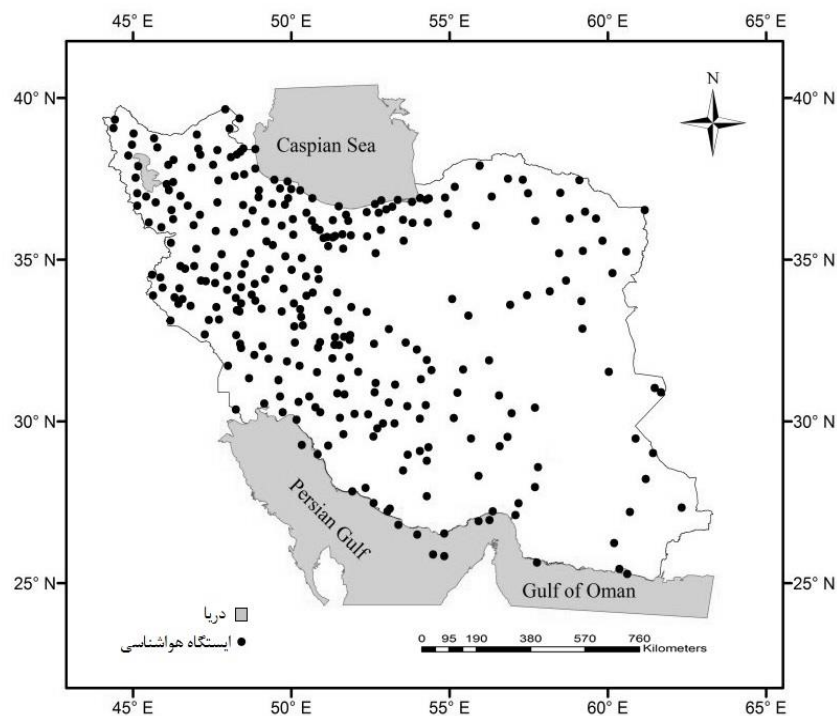 45° E 50° E 55° E 60° E 65° E
N
40° N 40° N
Caspian Sea
35° N 35° N
30° N 30° N
Persian Gulf
25° N 25° N
Gulf of Oman
دریا
ایستگاه هواشناسی
0 95 190 380 570 760
Kilometers
45° E 50° E 55° E 60° E 65° E